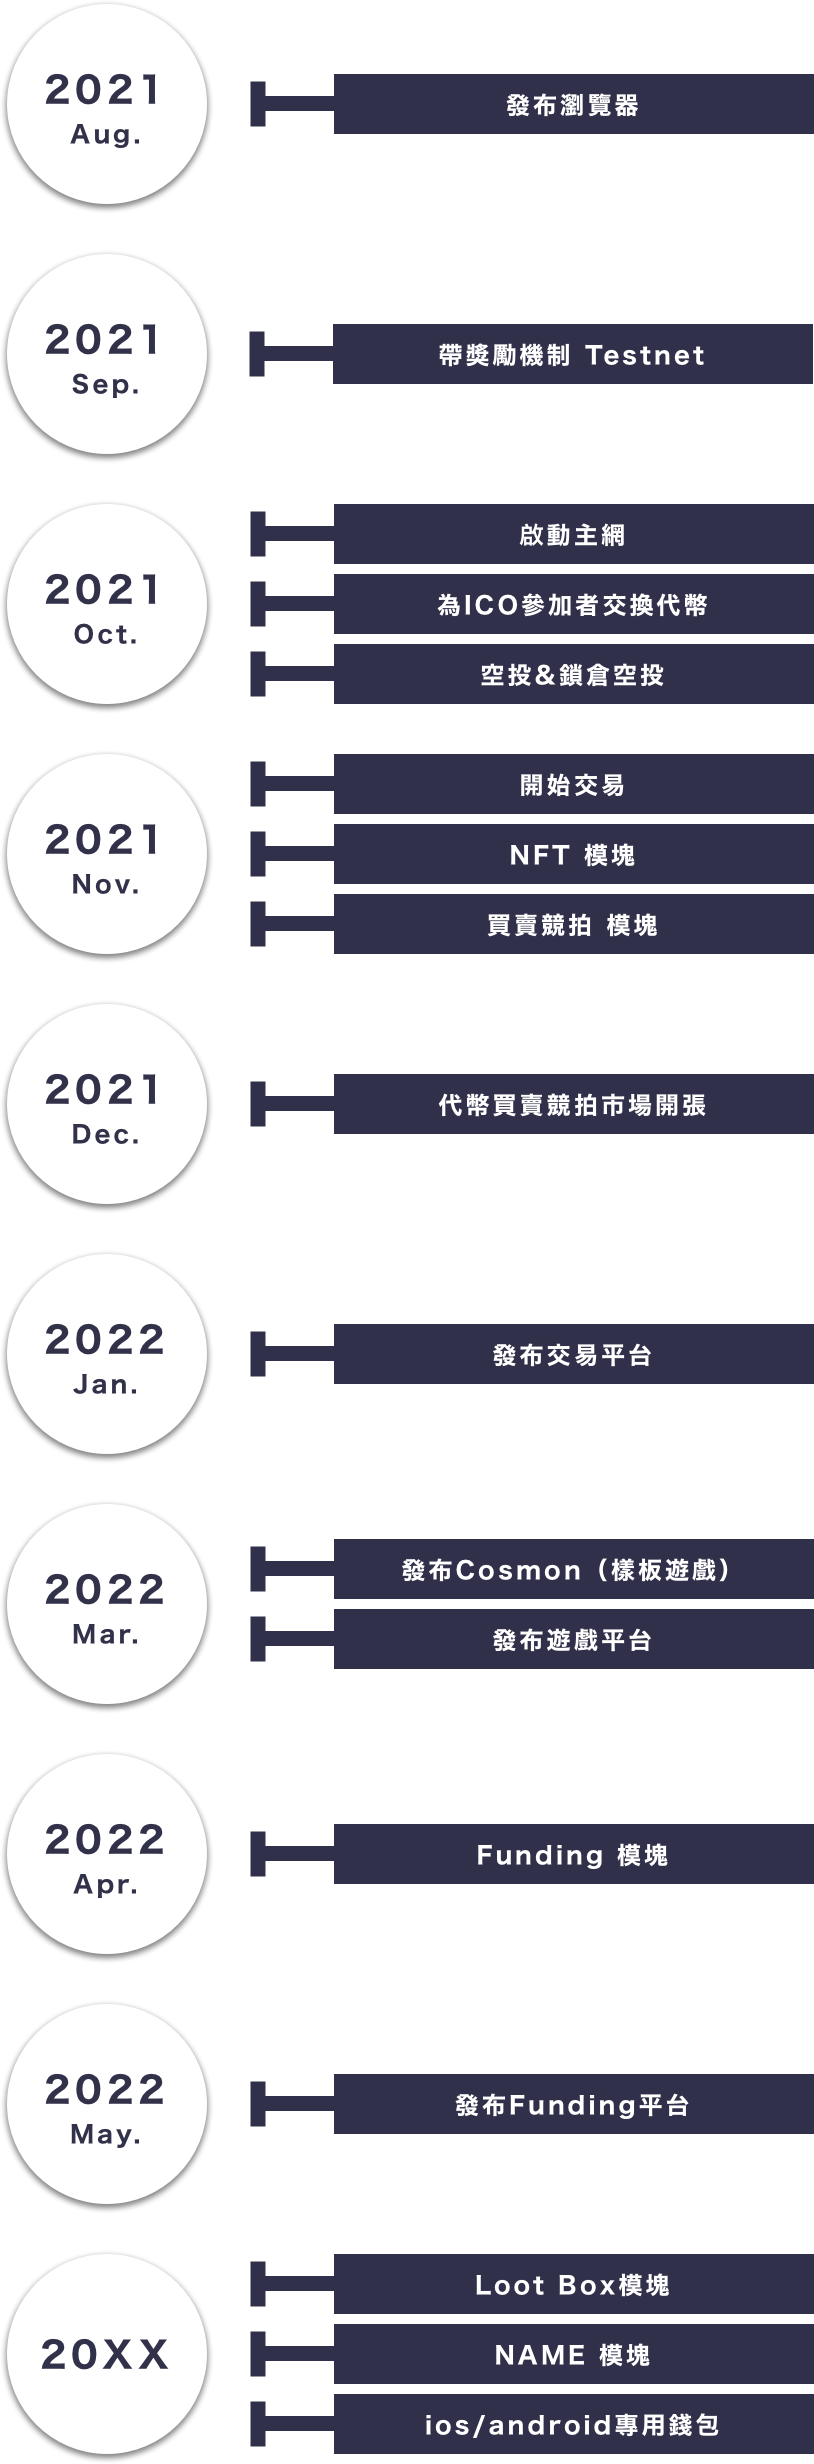 2021
Aug.
發布瀏覽器
2021
Sep.
帶獎勵機制 Testnet
2021
Oct.
啟動主網
為ICO參加者交換代幣
空投&鎖倉空投
2021
Nov.
開始交易
NFT 模塊
買賣競拍 模塊
2021
Dec.
代幣買賣競拍市場開張
2022
Jan.
發布交易平台
2022
Mar.
發布Cosmon（樣板遊戲）
發布遊戲平台
2022
Apr.
Funding 模塊
2022
May.
發布Funding平台
20XX
Loot Box模塊
NAME 模塊
ios/android專用錢包